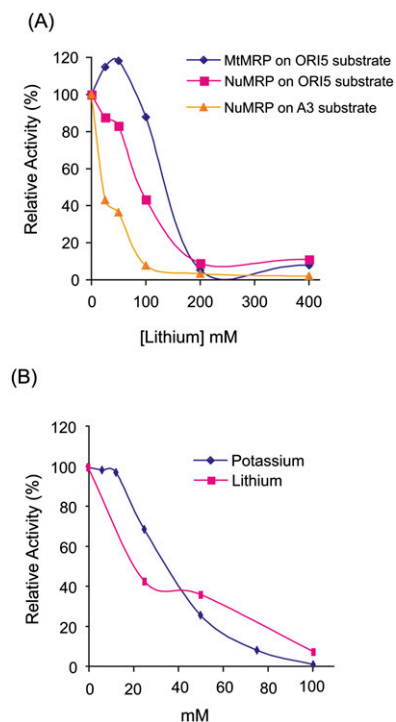 (A)
120
100
80
60
40
20
0
Relative Activity (%)
MtMRP on ORI5 substrate
NuMRP on ORI5 substrate
NuMRP on A3 substrate
0 100 200 300 400
[Lithium] mM
(B)
120
100
80
60
40
20
0
Relative Activity (%)
Potassium
Lithium
0 20 40 60 80 100
mM